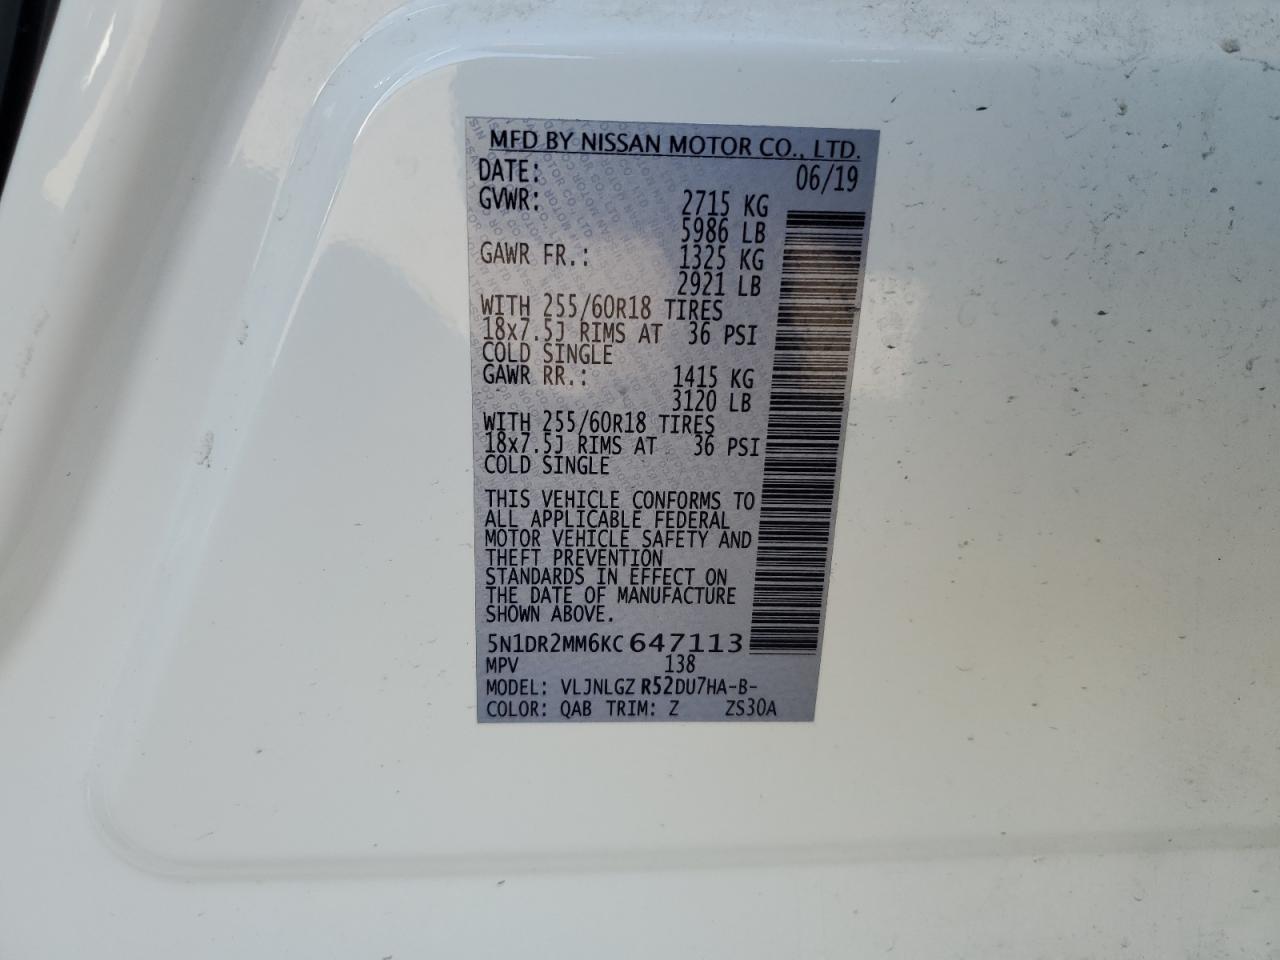 MFD BY NISSAN MOTOR CO., LTD.
DATE: 06/19
GVWR: 2715 KG
5986 LB
GAWR FR.: 1325 KG
2921 LB
WITH 255/60R18 TIRES
18x7.5J RIMS AT 36 PSI
COLD SINGLE
GAWR RR.: 1415 KG
3120 LB
WITH 255/60R18 TIRES
18x7.5J RIMS AT 36 PSI
COLD SINGLE
THIS VEHICLE CONFORMS TO
ALL APPLICABLE FEDERAL
MOTOR VEHICLE SAFETY AND
THEFT PREVENTION
STANDARDS IN EFFECT ON
THE DATE OF MANUFACTURE
SHOWN ABOVE.
5N1DR2MM6KC647113
MPV 138
MODEL: VLJNLGZ R52DU7HA-B-
COLOR: QAB TRIM: Z ZS30A